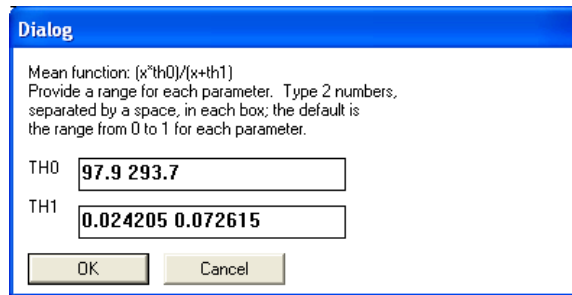 Dialog
Mean function: (x*th0)/(x+th1)
Provide a range for each parameter.  Type 2 numbers,
separated by a space, in each box; the default is
the range from 0 to 1 for each parameter.
TH0 97.9 293.7
TH1 0.024205 0.072615
OK Cancel